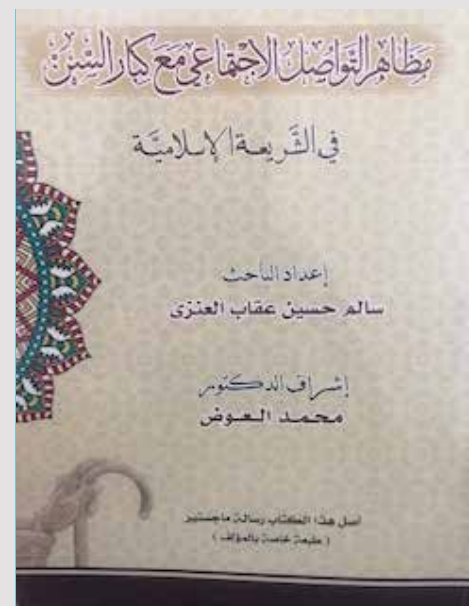 مظاهر التواصل الاجتماعي مع كبار السن
في الشريعة الإسلامية
إعداد الباحث
سالم حسين عقاب العنزي
إشراف الدكتور
محمد العوض
أصل هذا الكتاب رسالة ماجستير
( طبعة خاصة بالمؤلف )